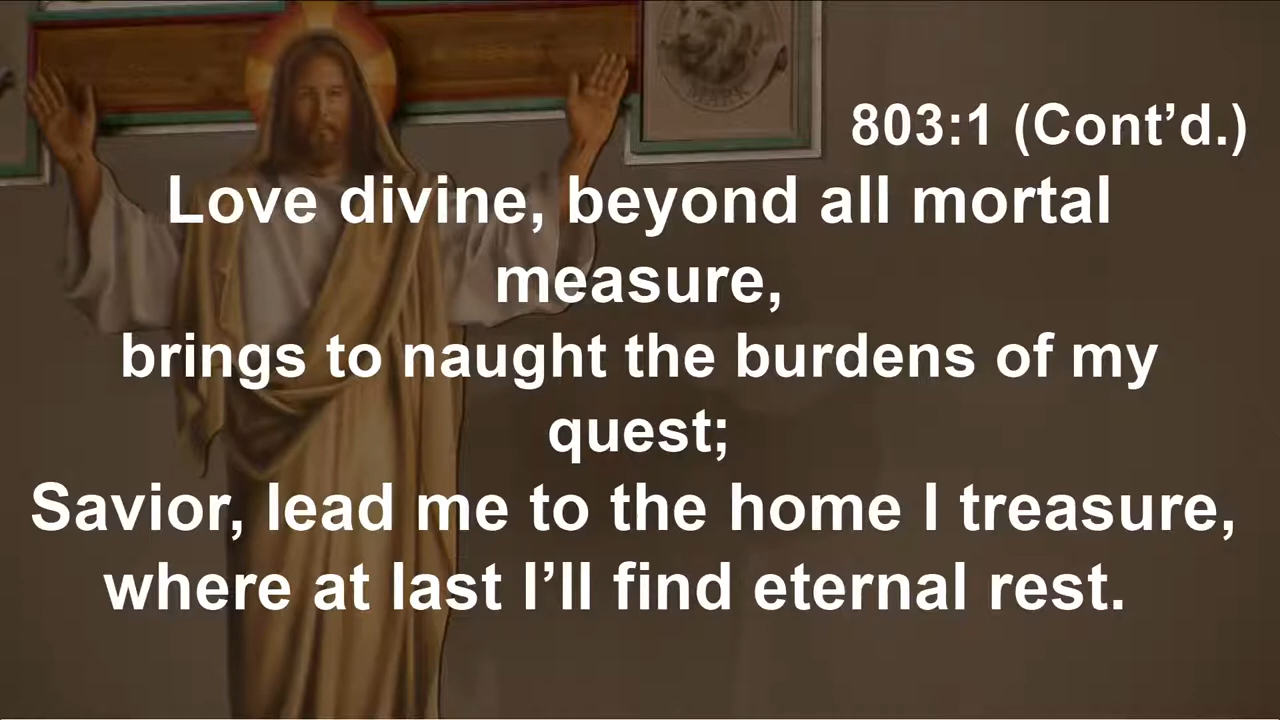 803:1 (Cont’d.)
Love divine, beyond all mortal
measure,
brings to naught the burdens of my
quest;
Savior, lead me to the home I treasure,
where at last I’ll find eternal rest.